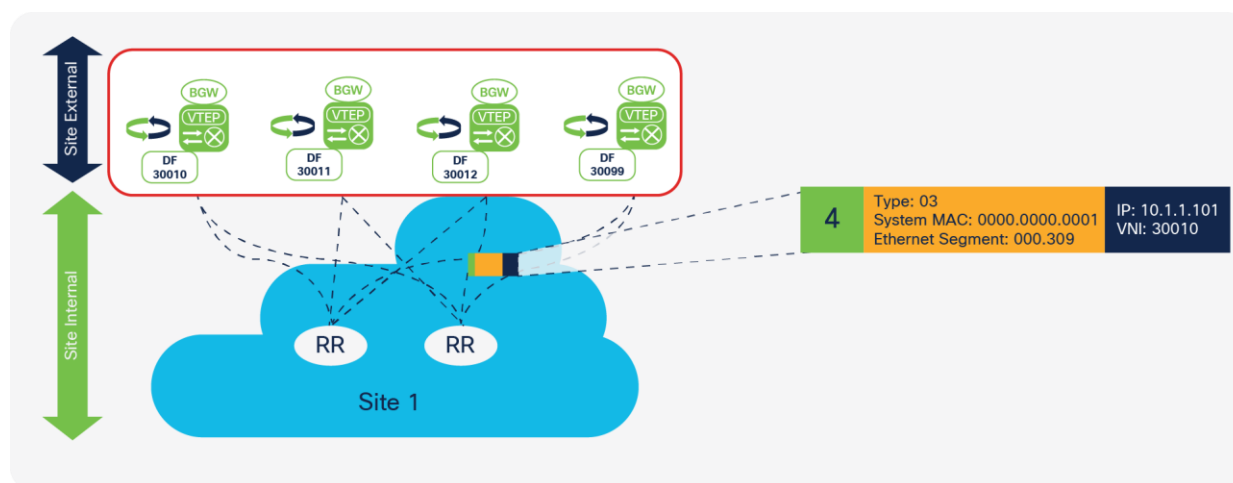 Site External
BGW
VTEP
DF
30010
BGW
VTEP
DF
30011
BGW
VTEP
DF
30012
BGW
VTEP
DF
30099
4
Type: 03
System MAC: 0000.0000.0001
Ethernet Segment: 000.309
IP: 10.1.1.101
VNI: 30010
Site Internal
RR
RR
Site 1